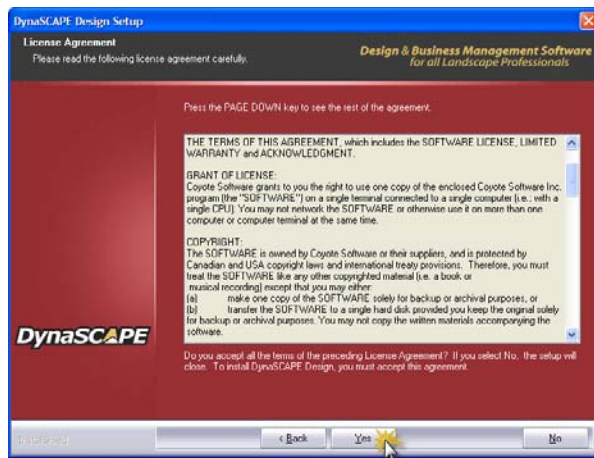 DynaSCAPE Design Setup
License Agreement
Please read the following license agreement carefully.
Design & Business Management Software
for all Landscape Professionals
Press the PAGE DOWN key to see the rest of the agreement.
THE TERMS OF THIS AGREEMENT, which includes the SOFTWARE LICENSE, LIMITED
WARRANTY and ACKNOWLEDGMENT.
GRANT OF LICENSE:
Coyote Software grants to you the right to use one copy of the enclosed Coyote Software Inc.
program (the "SOFTWARE") on a single terminal connected to a single computer (i.e., with a
single CPU). You may not network the SOFTWARE or otherwise use it on more than one
computer or computer terminal at the same time.
COPYRIGHT:
The SOFTWARE is owned by Coyote Software or their suppliers, and is protected by
Canadian and USA copyright laws and international treaty provisions. Therefore, you must
treat the SOFTWARE like any other copyrighted material (i.e. a book or
musical recording) except that you may either:
(a) make one copy of the SOFTWARE solely for backup or archival purposes, or
(b) transfer the SOFTWARE to a single hard disk provided you keep the original solely
for backup or archival purposes. You may not copy the written materials accompanying the
software.
DynaSCAPE
Do you accept all the terms of the preceding License Agreement? If you select No, the setup will
close. To install DynaSCAPE Design, you must accept this agreement.
InstallShield
< Back
Yes
No